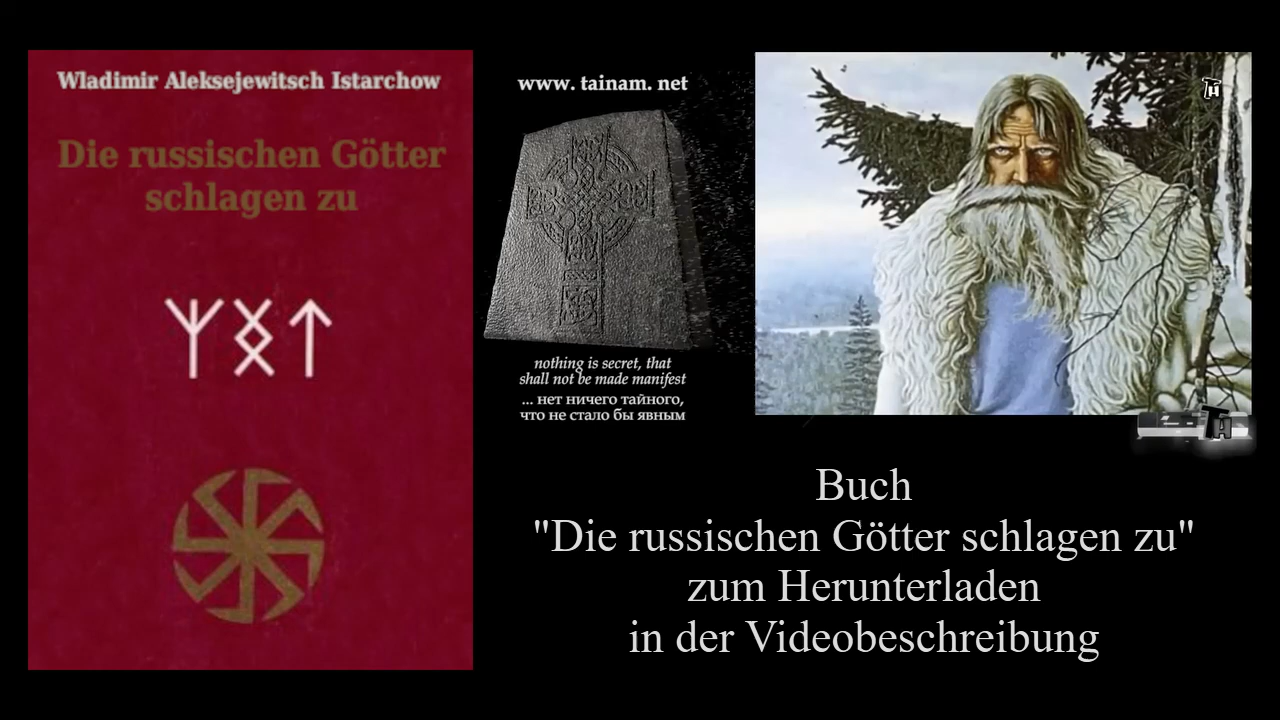 Wladimir Aleksejewitsch Istarchow
Die russischen Götter
schlagen zu
ᛉᛝᛏ
www. tainam. net
nothing is secret, that
shall not be made manifest
... нет ничего тайного,
что не стало бы явным
Buch
"Die russischen Götter schlagen zu"
zum Herunterladen
in der Videobeschreibung